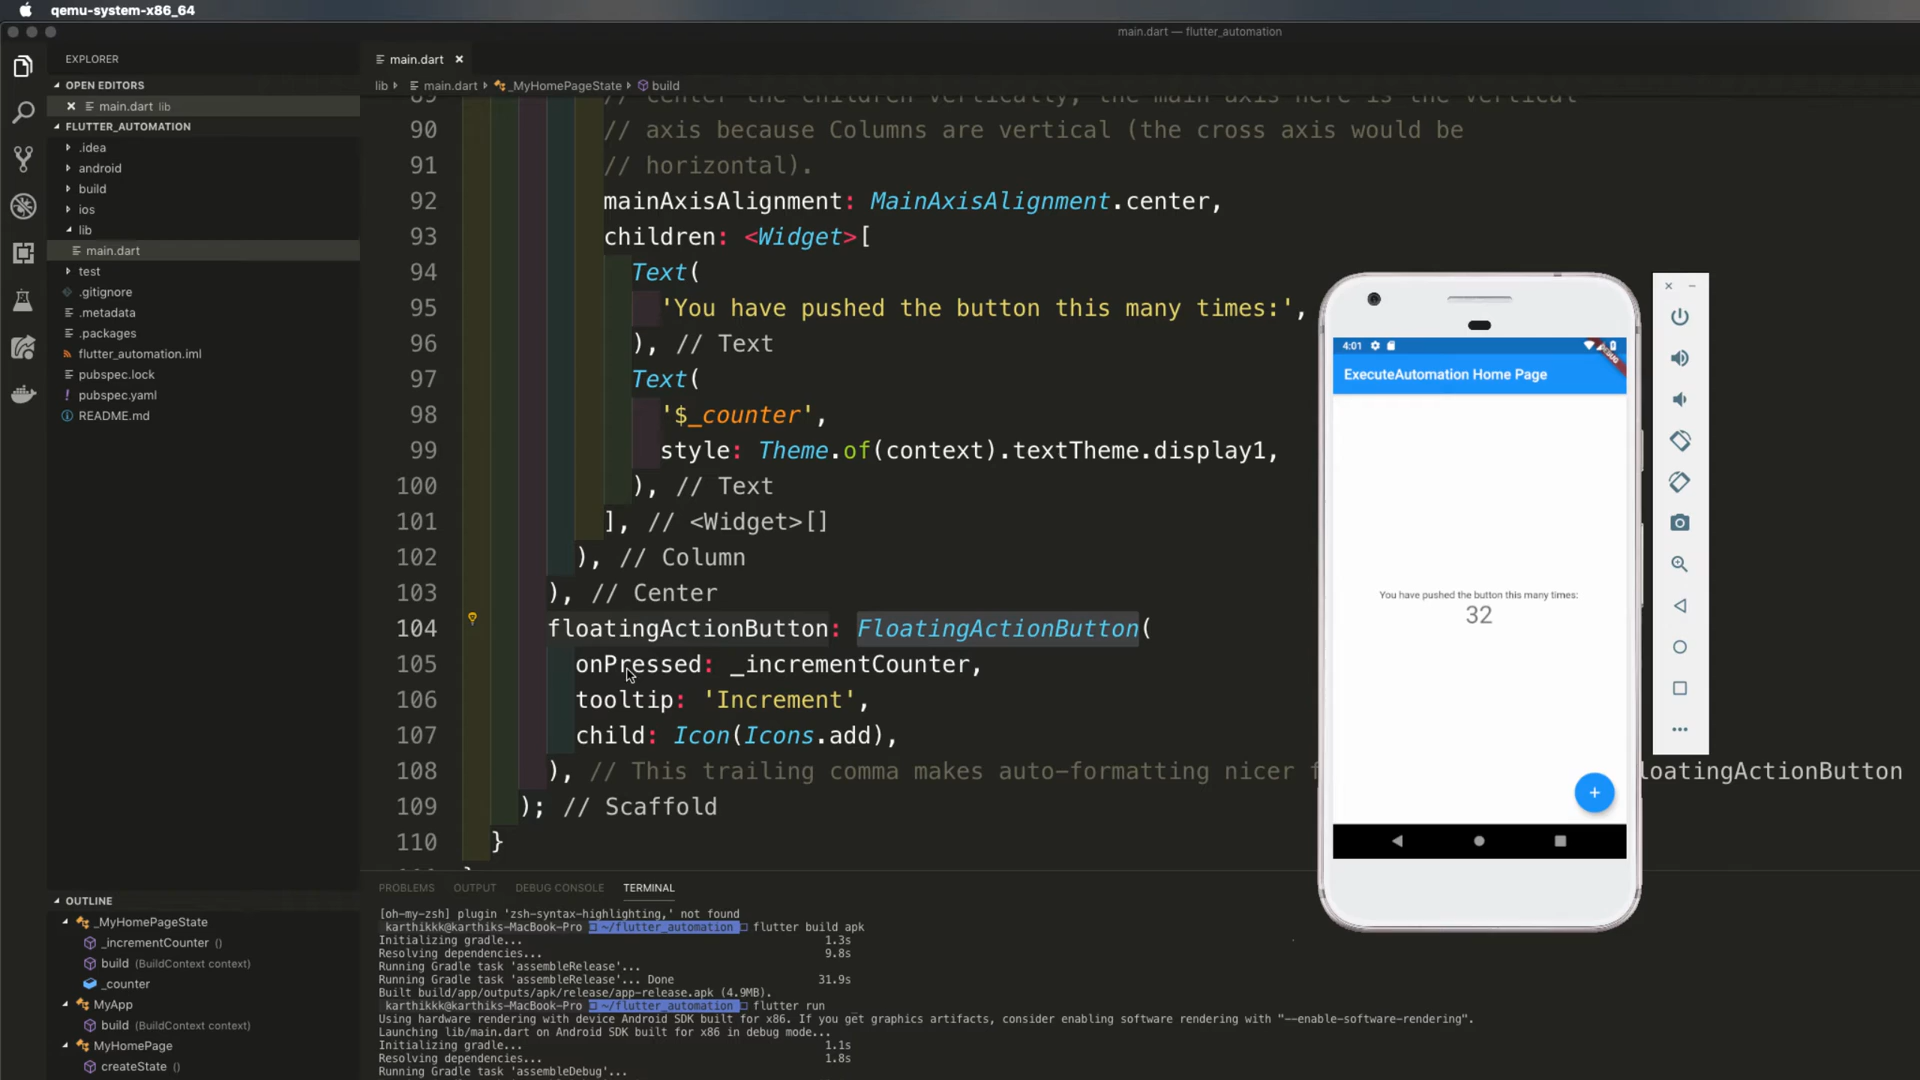 qemu-system-x86_64
main.dart — flutter_automation
EXPLORER
OPEN EDITORS
main.dart lib
FLUTTER_AUTOMATION
.idea
android
build
ios
lib
main.dart
test
.gitignore
.metadata
.packages
flutter_automation.iml
pubspec.lock
! pubspec.yaml
README.md
OUTLINE
_MyHomePageState
_incrementCounter ()
build (BuildContext context)
_counter
MyApp
build (BuildContext context)
MyHomePage
createState ()
main.dart
lib main.dart _MyHomePageState build
89 // center the children vertically; the main axis here is the vertical
90 // axis because Columns are vertical (the cross axis would be
91 // horizontal).
92 mainAxisAlignment: MainAxisAlignment.center,
93 children: <Widget>[
94 Text(
95 'You have pushed the button this many times:',
96 ), // Text
97 Text(
98 '$_counter',
99 style: Theme.of(context).textTheme.display1,
100 ), // Text
101 ], // <Widget>[]
102 ), // Column
103 ), // Center
104 floatingActionButton: FloatingActionButton(
105 onPressed: _incrementCounter,
106 tooltip: 'Increment',
107 child: Icon(Icons.add),
108 ), // This trailing comma makes auto-formatting nicer f loatingActionButton
109 ); // Scaffold
110 }
4:01
DEBUG
ExecuteAutomation Home Page
You have pushed the button this many times:
32
+
PROBLEMS OUTPUT DEBUG CONSOLE TERMINAL
[oh-my-zsh] plugin 'zsh-syntax-highlighting,' not found
karthikkk@karthiks-MacBook-Pro ~/flutter_automation flutter build apk
Initializing gradle... 1.3s
Resolving dependencies... 9.8s
Running Gradle task 'assembleRelease'...
Running Gradle task 'assembleRelease'... Done 31.9s
Built build/app/outputs/apk/release/app-release.apk (4.9MB).
karthikkk@karthiks-MacBook-Pro ~/flutter_automation flutter run
Using hardware rendering with device Android SDK built for x86. If you get graphics artifacts, consider enabling software rendering with "--enable-software-rendering".
Launching lib/main.dart on Android SDK built for x86 in debug mode...
Initializing gradle... 1.1s
Resolving dependencies... 1.8s
Running Gradle task 'assembleDebug'...